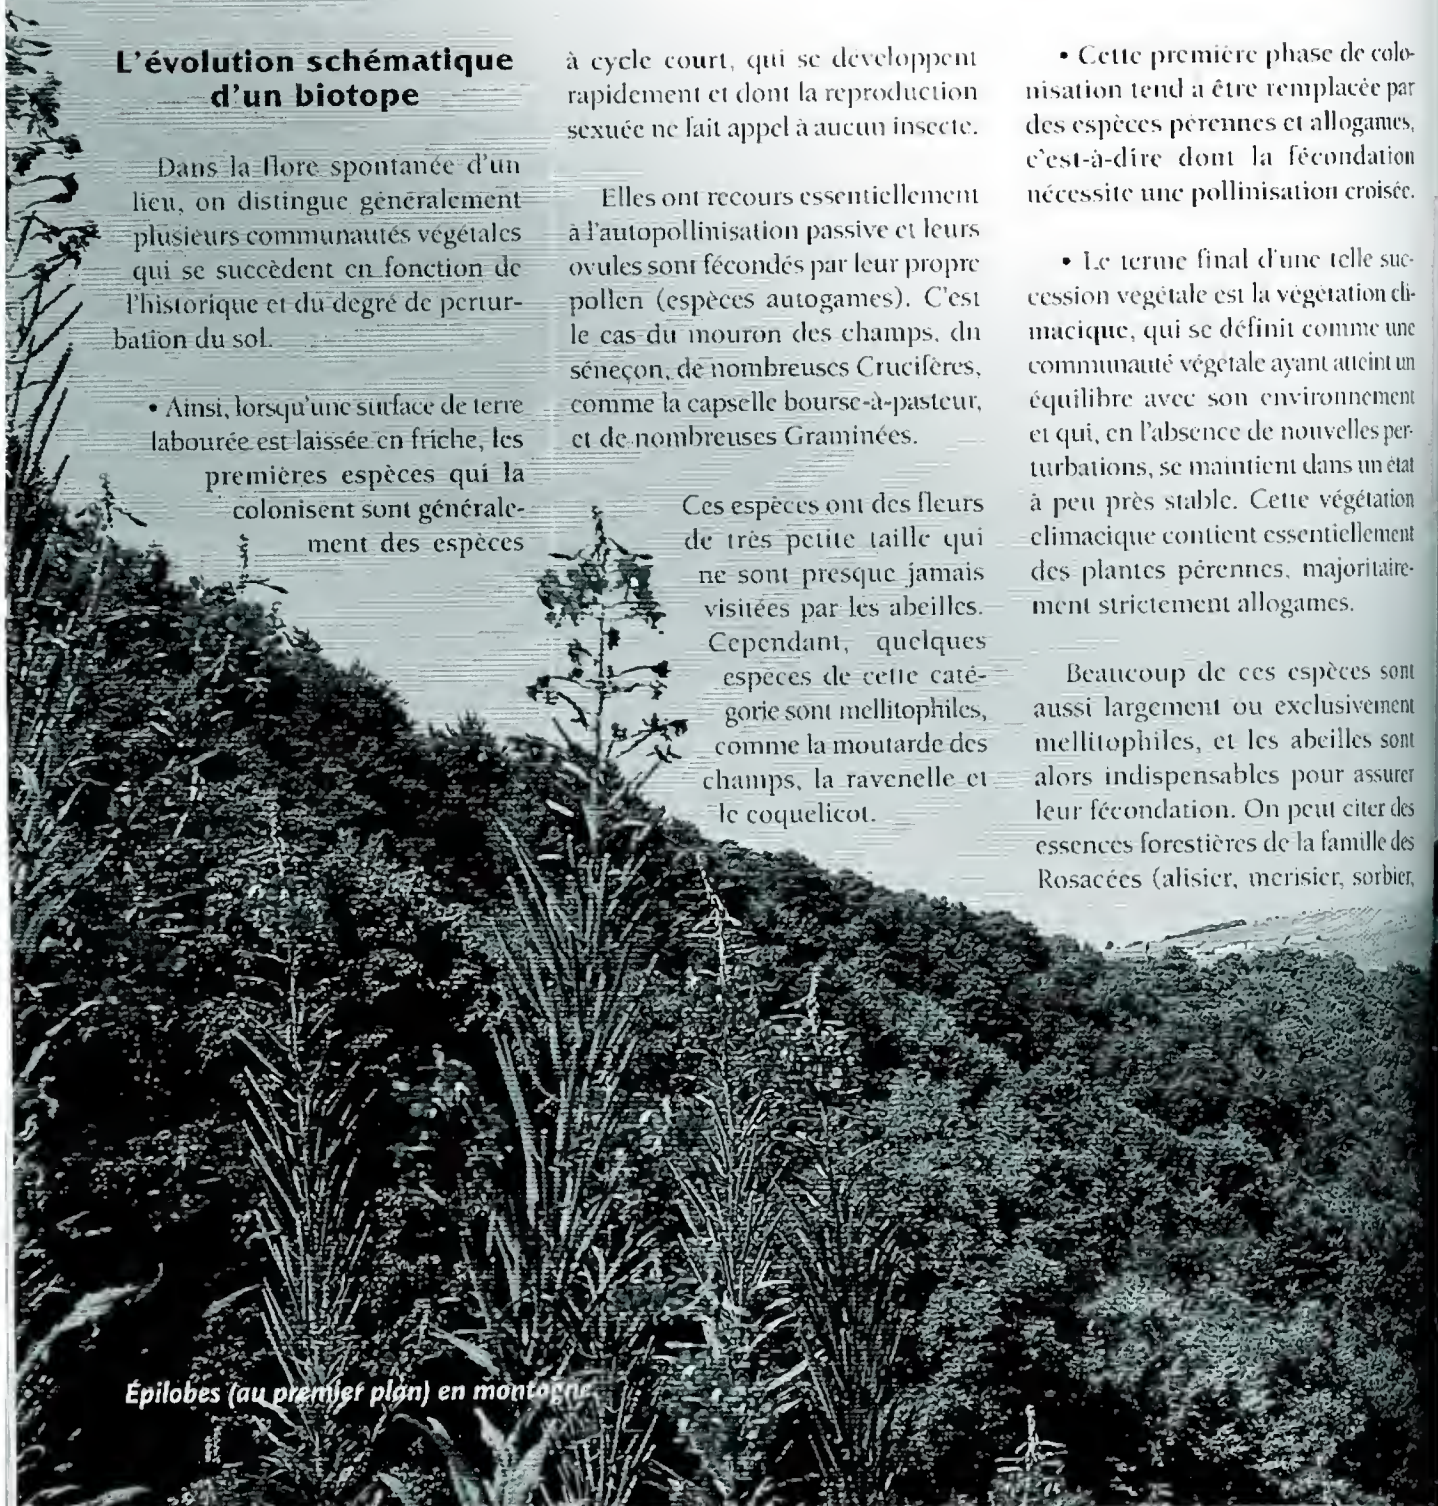 L'évolution schématique
d'un biotope
Dans la flore spontanée d'un
lieu, on distingue généralement
plusieurs communautés végétales
qui se succèdent en fonction de
l'historique et du degré de pertur-
bation du sol.
• Ainsi, lorsqu'une surface de terre
labourée est laissée en friche, les
premières espèces qui la
colonisent sont générale-
ment des espèces
à cycle court, qui se développent
rapidement et dont la reproduction
sexuée ne fait appel à aucun insecte.
Elles ont recours essentiellement
à l'autopollinisation passive et leurs
ovules sont fécondés par leur propre
pollen (espèces autogames). C'est
le cas du mouron des champs, du
séneçon, de nombreuses Crucifères,
comme la capselle bourse-à-pasteur,
et de nombreuses Graminées.
Ces espèces ont des fleurs
de très petite taille qui
ne sont presque jamais
visitées par les abeilles.
Cependant, quelques
espèces de cette caté-
gorie sont mellitophiles,
comme la moutarde des
champs, la ravenelle et
le coquelicot.
• Cette première phase de colo-
nisation tend à être remplacée par
des espèces pérennes et allogames,
c'est-à-dire dont la fécondation
nécessite une pollinisation croisée.
• Le terme final d'une telle suc-
cession végétale est la végétation cli-
macique, qui se définit comme une
communauté végétale ayant atteint un
équilibre avec son environnement
et qui, en l'absence de nouvelles per-
turbations, se maintient dans un état
à peu près stable. Cette végétation
climacique contient essentiellement
des plantes pérennes, majoritaire-
ment strictement allogames.
Beaucoup de ces espèces sont
aussi largement ou exclusivement
mellitophiles, et les abeilles sont
alors indispensables pour assurer
leur fécondation. On peut citer des
essences forestières de la famille des
Rosacées (alisier, merisier, sorbier,
Épilobes (au premier plan) en montagne.